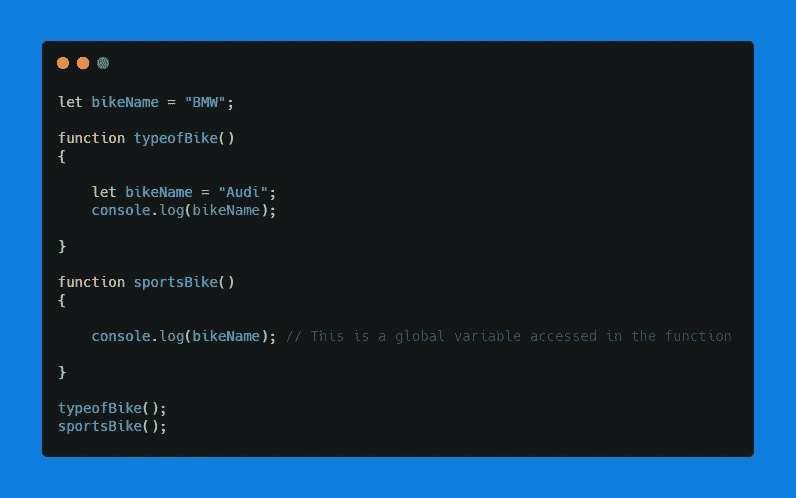 let bikeName = "BMW";
function typeofBike()
{
let bikeName = "Audi";
console.log(bikeName);
}
function sportsBike()
{
console.log(bikeName); // This is a global variable accessed in the function
}
typeofBike();
sportsBike();